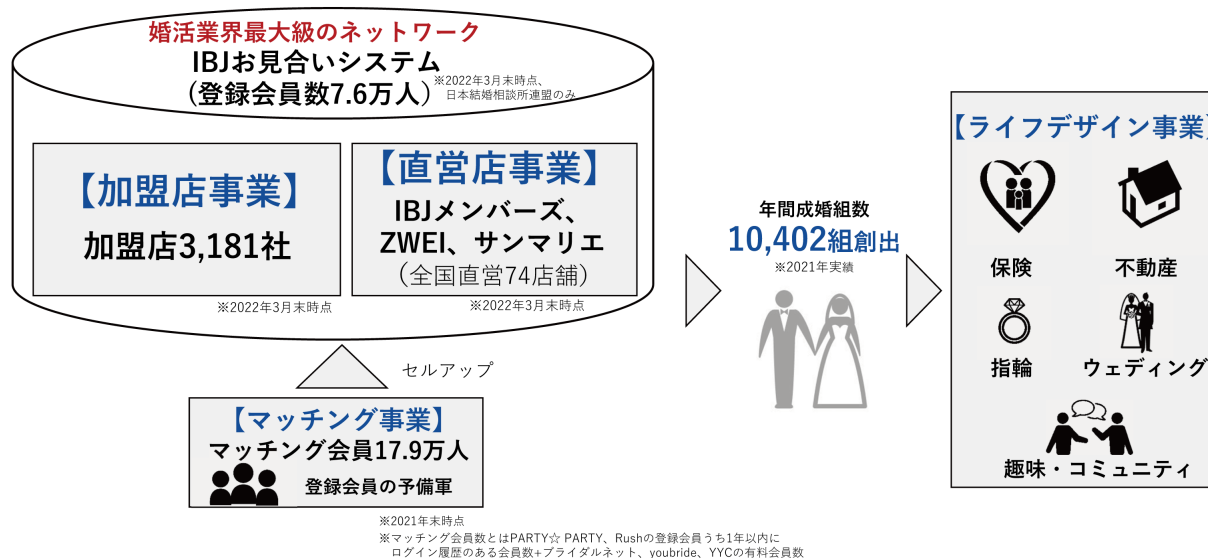 婚活業界最大級のネットワーク
IBJお見合いシステム
(登録会員数7.6万人)
※2022年3月末時点、
日本結婚相談所連盟のみ
【加盟店事業】
加盟店3,181社
※2022年3月末時点
【直営店事業】
IBJメンバーズ、
ZWEI、サンマリエ
(全国直営74店舗)
※2022年3月末時点
セルアップ
【マッチング事業】
マッチング会員17.9万人
登録会員の予備軍
※2021年末時点
※マッチング会員数とはPARTY☆ PARTY、Rushの登録会員うち1年以内に
ログイン履歴のある会員数+ブライダルネット、youbride、YYCの有料会員数
年間成婚組数
10,402組創出
※2021年実績
【ライフデザイン事業】
保険
不動産
指輪
ウェディング
趣味・コミュニティ